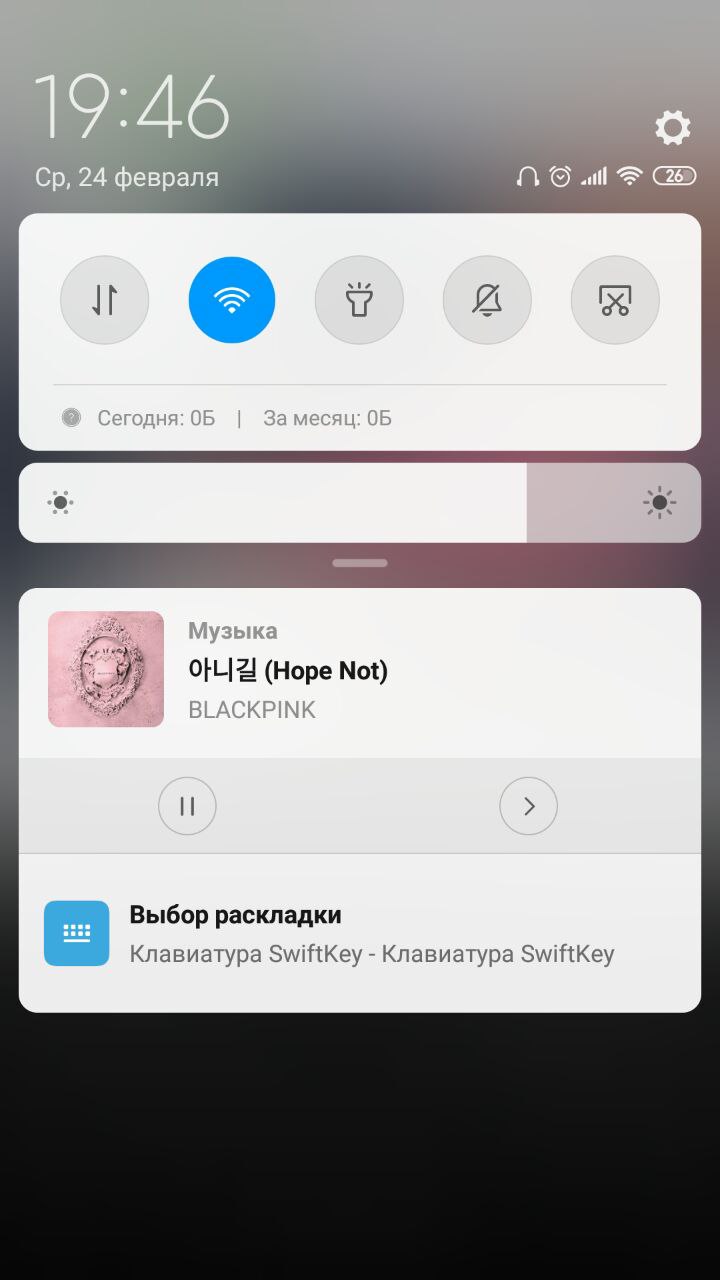 19:46
Ср, 24 февраля
26
Сегодня: 0Б | За месяц: 0Б
Музыка
아니길 (Hope Not)
BLACKPINK
Выбор раскладки
Клавиатура SwiftKey - Клавиатура SwiftKey